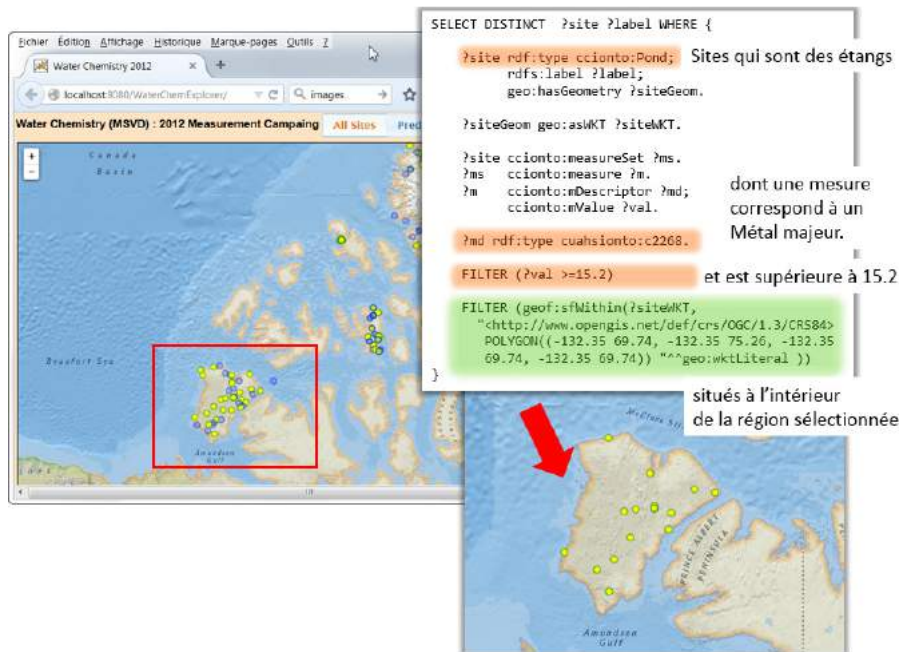 Fichier Édition Affichage Historique Marque-pages Outils ?
Water Chemistry 2012 × +
localhost:8080/WaterChemExplorer/
images
Water Chemistry (MSVD) : 2012 Measurement Campaing All Sites Pred
+
−
Canada
Basin
Beaufort Sea
Amundsen
Gulf
SELECT DISTINCT ?site ?label WHERE {
?site rdf:type ccionto:Pond; Sites qui sont des étangs
rdfs:label ?label;
geo:hasGeometry ?siteGeom.
?siteGeom geo:asWKT ?siteWKT.
?site ccionto:measureSet ?ms.
?ms ccionto:measure ?m.
?m ccionto:mDescriptor ?md;
ccionto:mValue ?val.
dont une mesure
correspond à un
Métal majeur.
?md rdf:type cuahsionto:c2268.
FILTER (?val >=15.2) et est supérieure à 15.2
FILTER (geof:sfWithin(?siteWKT,
"<http://www.opengis.net/def/crs/OGC/1.3/CRS84>
POLYGON((-132.35 69.74, -132.35 75.26, -132.35
69.74, -132.35 69.74)) "^^geo:wktLiteral ))
}
situés à l'intérieur
de la région sélectionnée
PRINCE ALBERT
PENINSULA
Amundsen
Gulf